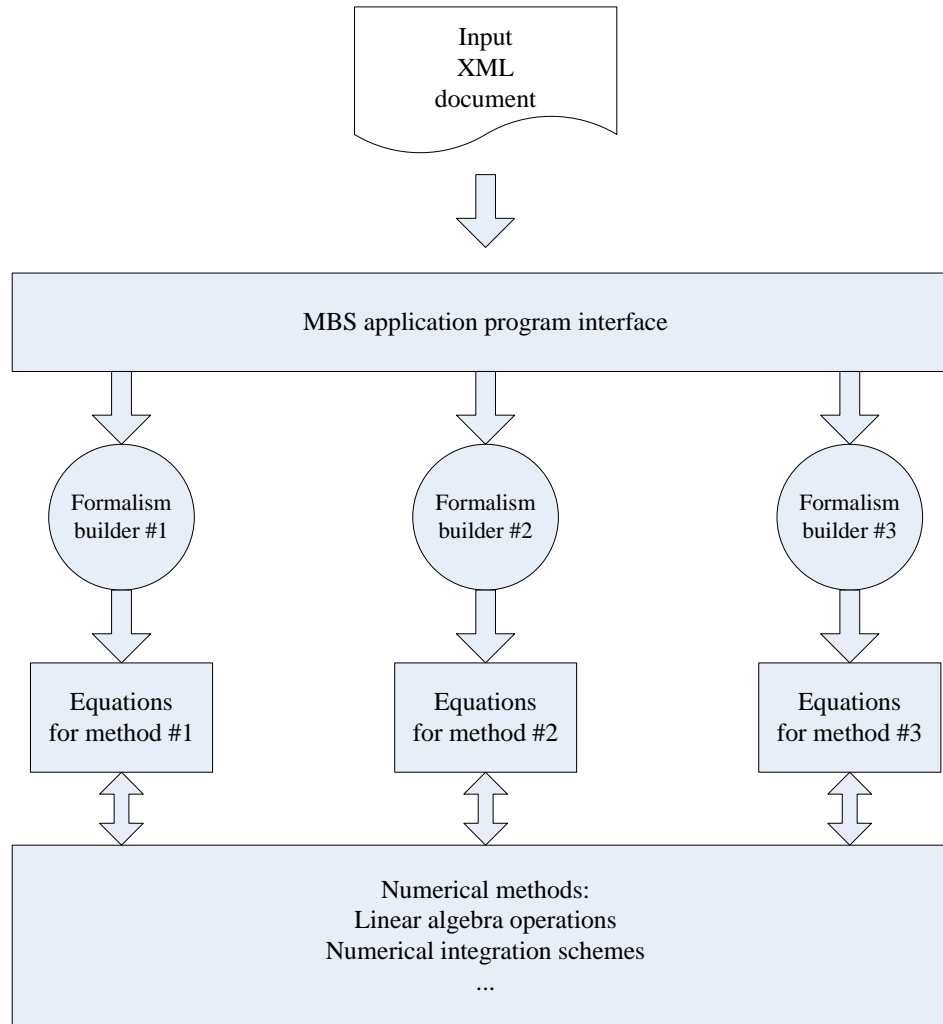 Input
XML
document
MBS application program interface
Formalism
builder #1
Formalism
builder #2
Formalism
builder #3
Equations
for method #1
Equations
for method #2
Equations
for method #3
Numerical methods:
Linear algebra operations
Numerical integration schemes
...